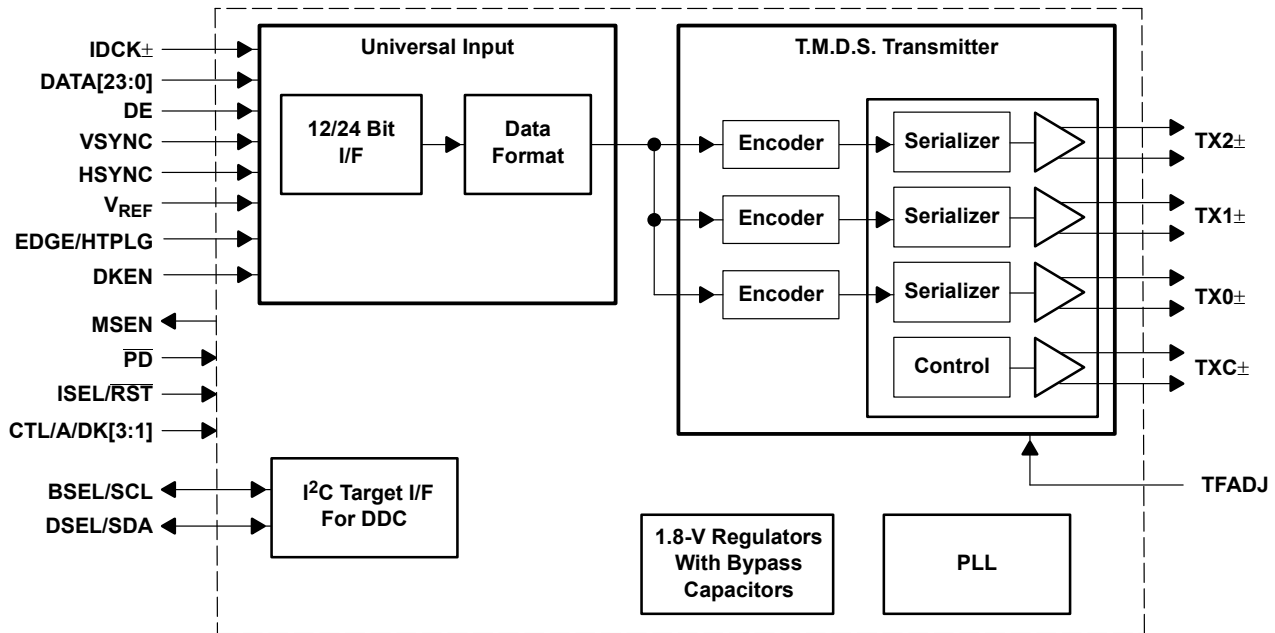 IDCK±
DATA[23:0]
DE
VSYNC
HSYNC
VREF
EDGE/HTPLG
DKEN
MSEN
PD
ISEL/RST
CTL/A/DK[3:1]
BSEL/SCL
DSEL/SDA
Universal Input
12/24 Bit
I/F
Data
Format
I2C Target I/F
For DDC
T.M.D.S. Transmitter
Encoder
Serializer
Encoder
Serializer
Encoder
Serializer
Control
TX2±
TX1±
TX0±
TXC±
TFADJ
1.8-V Regulators
With Bypass
Capacitors
PLL